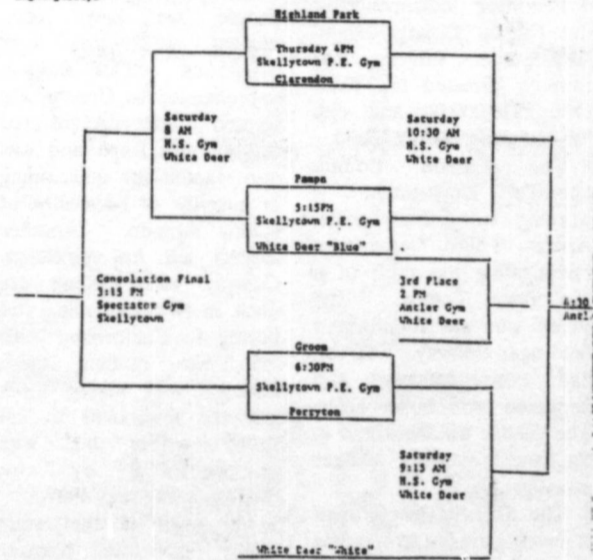 Highland Park
Thursday 4PM
Skellytown P.E. Gym
Clarendon
Saturday
8 AM
H.S. Gym
White Deer
Saturday
10:30 AM
H.S. Gym
White Deer
Pampa
5:15PM
Skellytown P.E. Gym
White Deer "Blue"
Consolation Final
3:15 PM
Spectator Gym
Skellytown
3rd Place
2 PM
Antler Gym
White Deer
4:30
Antl
Groom
6:30PM
Skellytown P.E. Gym
Perryton
Saturday
9:15 AM
H.S. Gym
White Deer
White Deer "White"